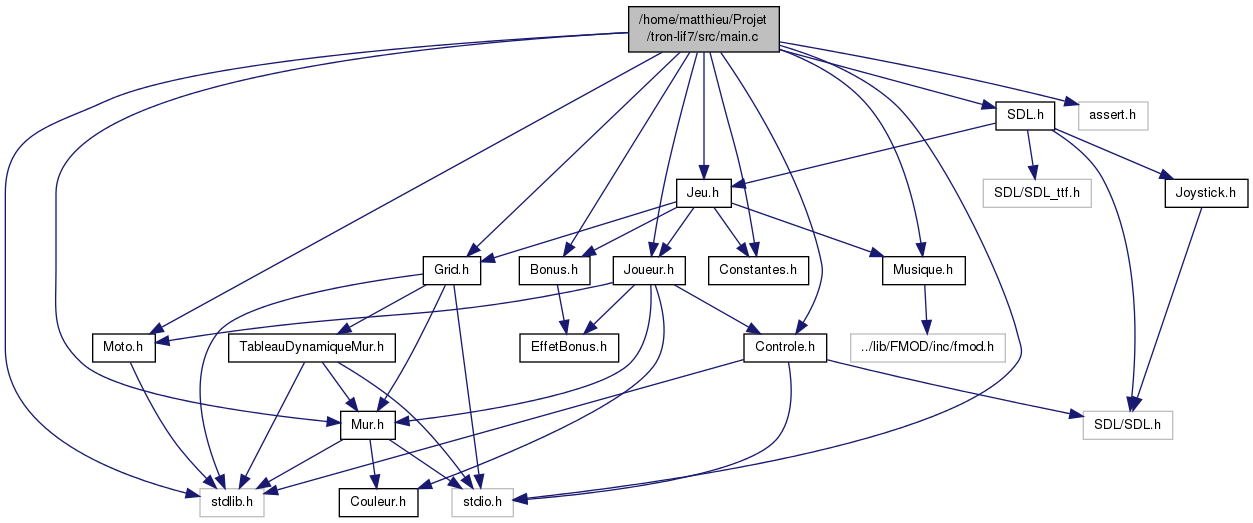 /home/matthieu/Projet
/tron-lif7/src/main.c
SDL.h
assert.h
Jeu.h
SDL/SDL_ttf.h
Joystick.h
Grid.h
Bonus.h
Joueur.h
Constantes.h
Musique.h
Moto.h
TableauDynamiqueMur.h
EffetBonus.h
Controle.h
../lib/FMOD/inc/fmod.h
Mur.h
SDL/SDL.h
stdlib.h
Couleur.h
stdio.h